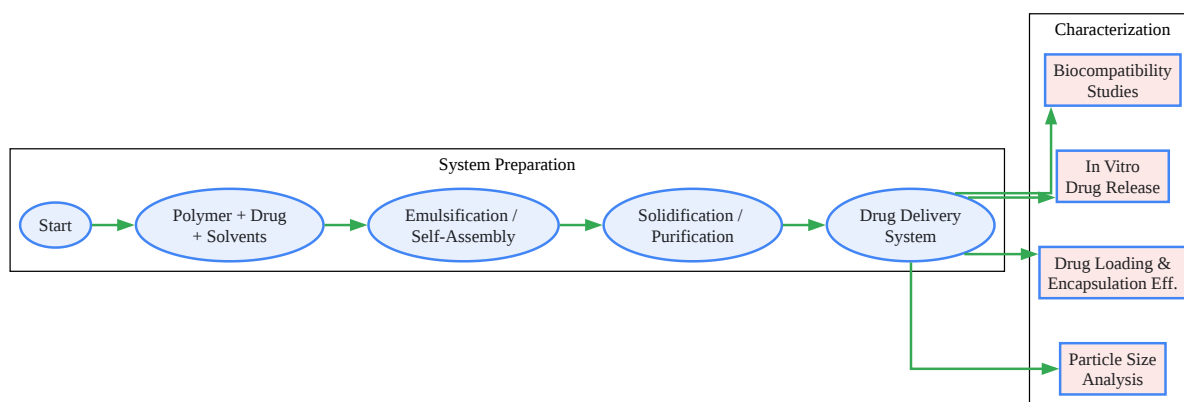 Characterization
Biocompatibility
Studies
System Preparation
Start
Polymer + Drug
+ Solvents
Emulsification /
Self-Assembly
Solidification /
Purification
Drug Delivery
System
In Vitro
Drug Release
Drug Loading &
Encapsulation Eff.
Particle Size
Analysis